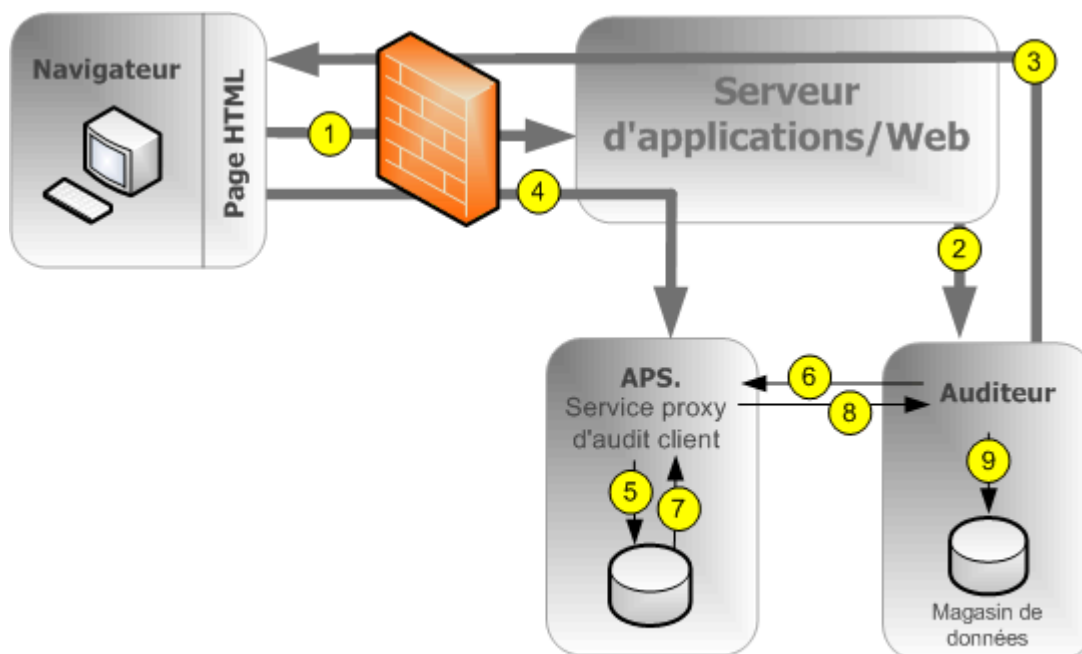 Navigateur
Page HTML
1
Serveur
d'applications/Web
3
4
2
APS.
Service proxy
d'audit client
6
8
Auditeur
5
7
9
Magasin de
données